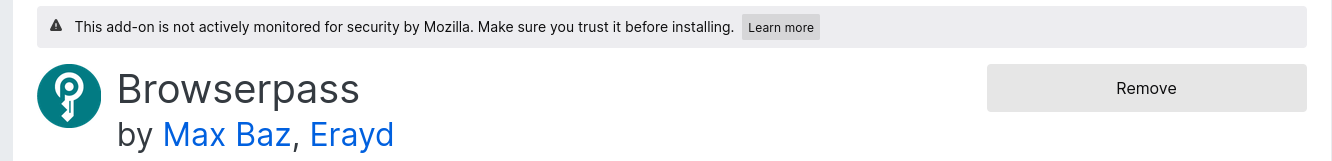 This add-on is not actively monitored for security by Mozilla. Make sure you trust it before installing. Learn more
Browserpass
Remove
by Max Baz, Erayd